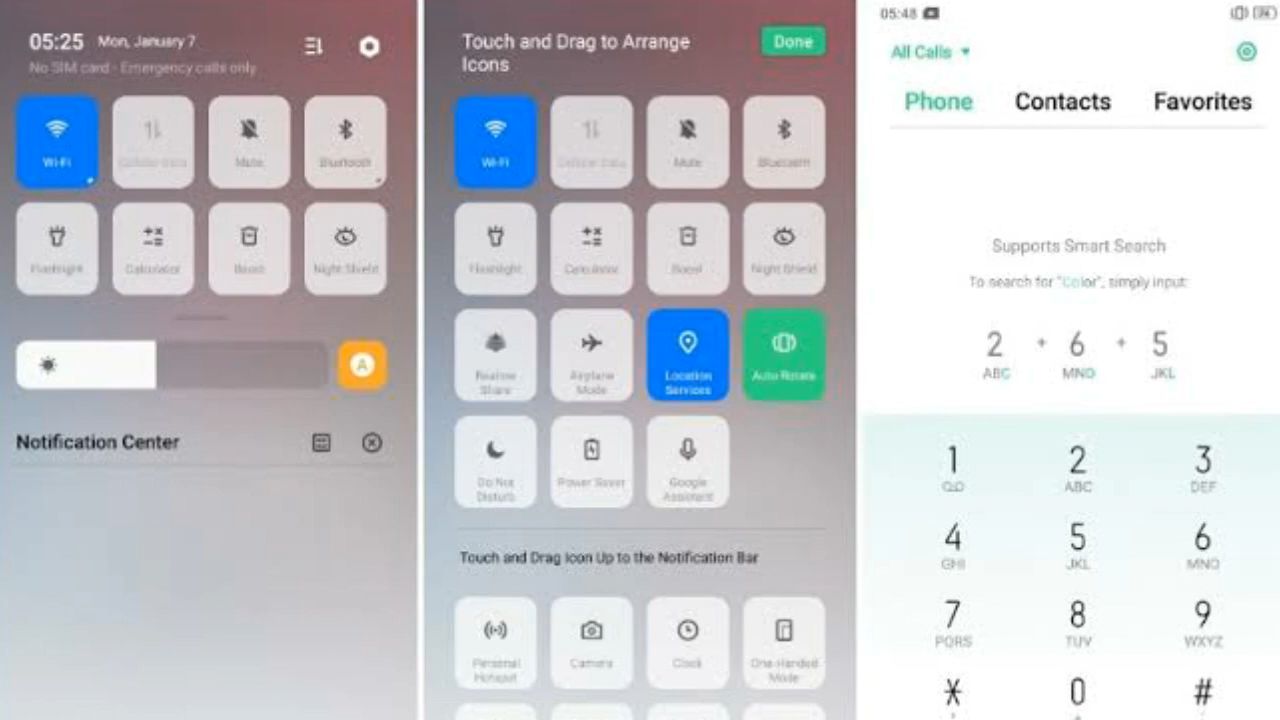 05:25 Mon, January 7
No SIM card - Emergency calls only
Wi-Fi
Cellular Data
Mute
Bluetooth
Flashlight
Calculator
Boost
Night Shield
A
Notification Center
Touch and Drag to Arrange
Icons
Done
Wi-Fi
Cellular Data
Mute
Bluetooth
Flashlight
Calculator
Boost
Night Shield
Realme
Share
Airplane
Mode
Location
Services
Auto Rotate
Do Not
Disturb
Power Saver
Google
Assistant
Touch and Drag Icon Up to the Notification Bar
Personal
Hotspot
Camera
Clock
One-Handed
Mode
05:48
All Calls
Phone Contacts Favorites
Supports Smart Search
To search for "Color", simply input:
2 + 6 + 5
ABC MNO JKL
1 2 3
ABC DEF
4 5 6
GHI JKL MNO
7 8 9
PQRS TUV WXYZ
* 0 #